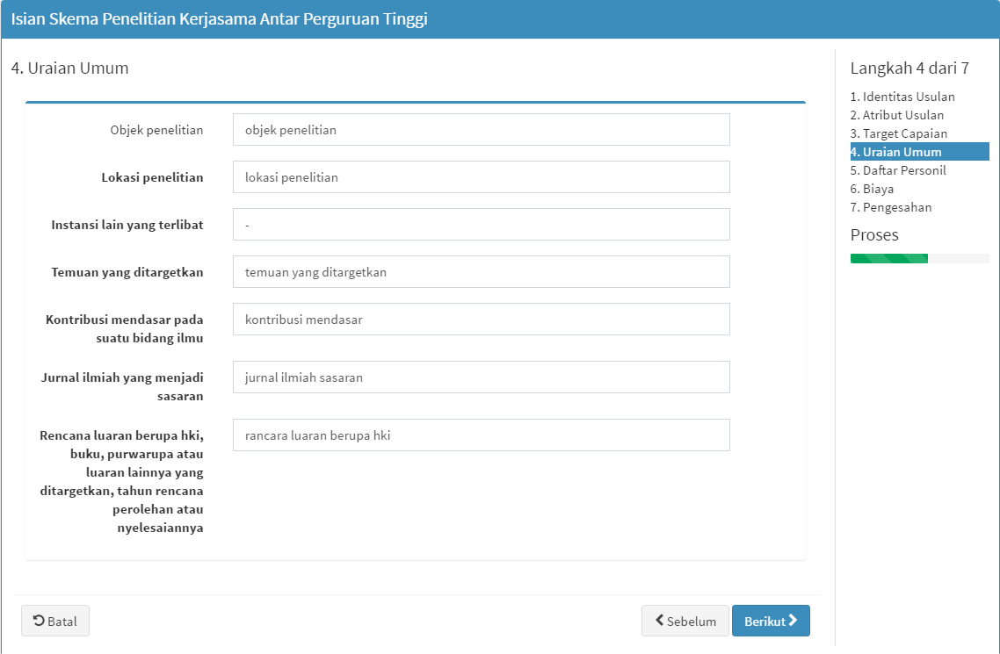 Isian Skema Penelitian Kerjasama Antar Perguruan Tinggi
4. Uraian Umum
Objek penelitian
objek penelitian
Lokasi penelitian
lokasi penelitian
Instansi lain yang terlibat
-
Temuan yang ditargetkan
temuan yang ditargetkan
Kontribusi mendasar pada
suatu bidang ilmu
kontribusi mendasar
Jurnal ilmiah yang menjadi
sasaran
jurnal ilmiah sasaran
Rencana luaran berupa hki,
buku, purwarupa atau
luaran lainnya yang
ditargetkan, tahun rencana
perolehan atau
nyelesaiannya
rancara luaran berupa hki
Batal
Sebelum
Berikut
Langkah 4 dari 7
1. Identitas Usulan
2. Atribut Usulan
3. Target Capaian
4. Uraian Umum
5. Daftar Personil
6. Biaya
7. Pengesahan
Proses